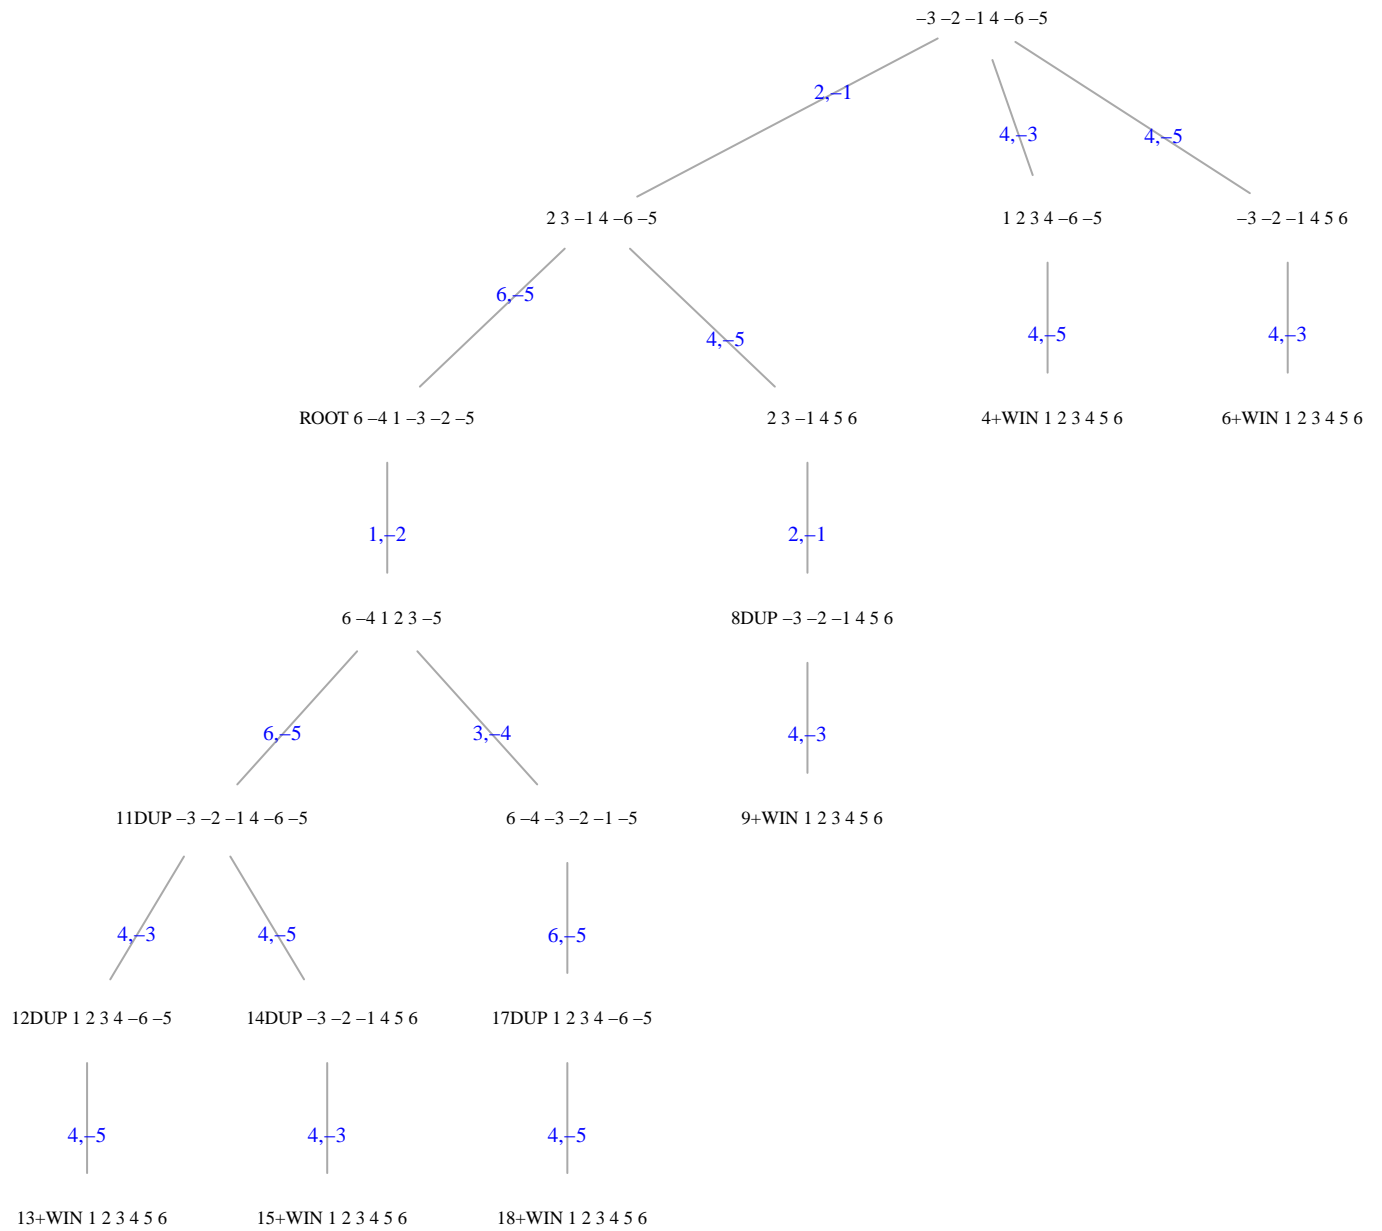 –3 –2 –1 4 –6 –5
2,–1
4,–3
4,–5
2 3 –1 4 –6 –5
1 2 3 4 –6 –5
–3 –2 –1 4 5 6
6,–5
4,–5
4,–5
4,–3
ROOT 6 –4 1 –3 –2 –5
2 3 –1 4 5 6
4+WIN 1 2 3 4 5 6
6+WIN 1 2 3 4 5 6
1,–2
2,–1
6 –4 1 2 3 –5
8DUP –3 –2 –1 4 5 6
6,–5
3,–4
4,–3
11DUP –3 –2 –1 4 –6 –5
6 –4 –3 –2 –1 –5
9+WIN 1 2 3 4 5 6
4,–3
4,–5
6,–5
12DUP 1 2 3 4 –6 –5
14DUP –3 –2 –1 4 5 6
17DUP 1 2 3 4 –6 –5
4,–5
4,–3
4,–5
13+WIN 1 2 3 4 5 6
15+WIN 1 2 3 4 5 6
18+WIN 1 2 3 4 5 6